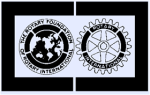 THE ROTARY FOUNDATION
OF ROTARY INTERNATIONAL
ROTARY
INTERNATIONAL